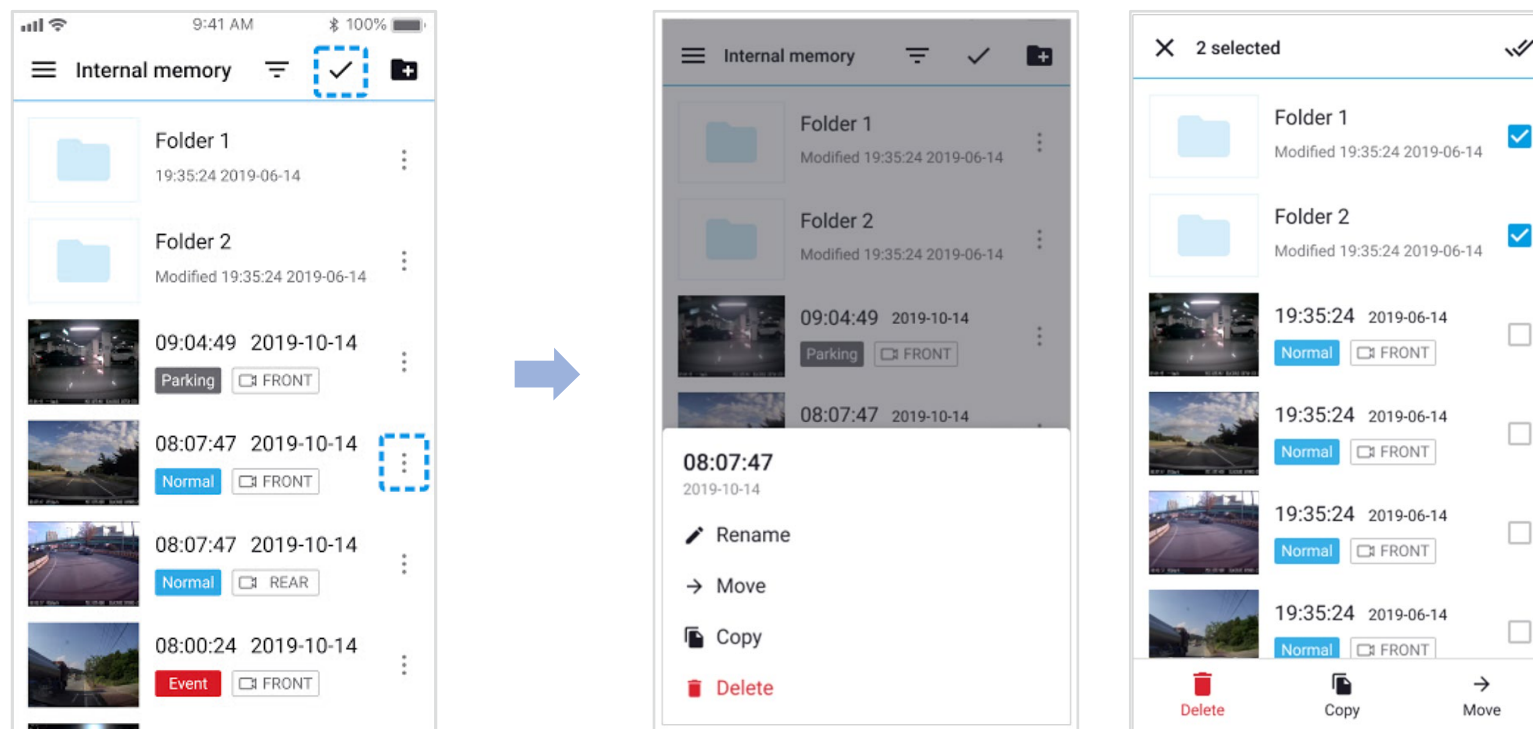 9:41 AM
100%
Internal memory
Folder 1
19:35:24 2019-06-14
Folder 2
Modified 19:35:24 2019-06-14
09:04:49 2019-10-14
Parking FRONT
08:07:47 2019-10-14
Normal FRONT
08:07:47 2019-10-14
Normal REAR
08:00:24 2019-10-14
Event FRONT
Internal memory
Folder 1
Modified 19:35:24 2019-06-14
Folder 2
Modified 19:35:24 2019-06-14
09:04:49 2019-10-14
Parking FRONT
08:07:47 2019-10-14
08:07:47
2019-10-14
Rename
Move
Copy
Delete
2 selected
Folder 1
Modified 19:35:24 2019-06-14
Folder 2
Modified 19:35:24 2019-06-14
19:35:24 2019-06-14
Normal FRONT
19:35:24 2019-06-14
Normal FRONT
19:35:24 2019-06-14
Normal FRONT
19:35:24 2019-06-14
Normal FRONT
Delete Copy Move